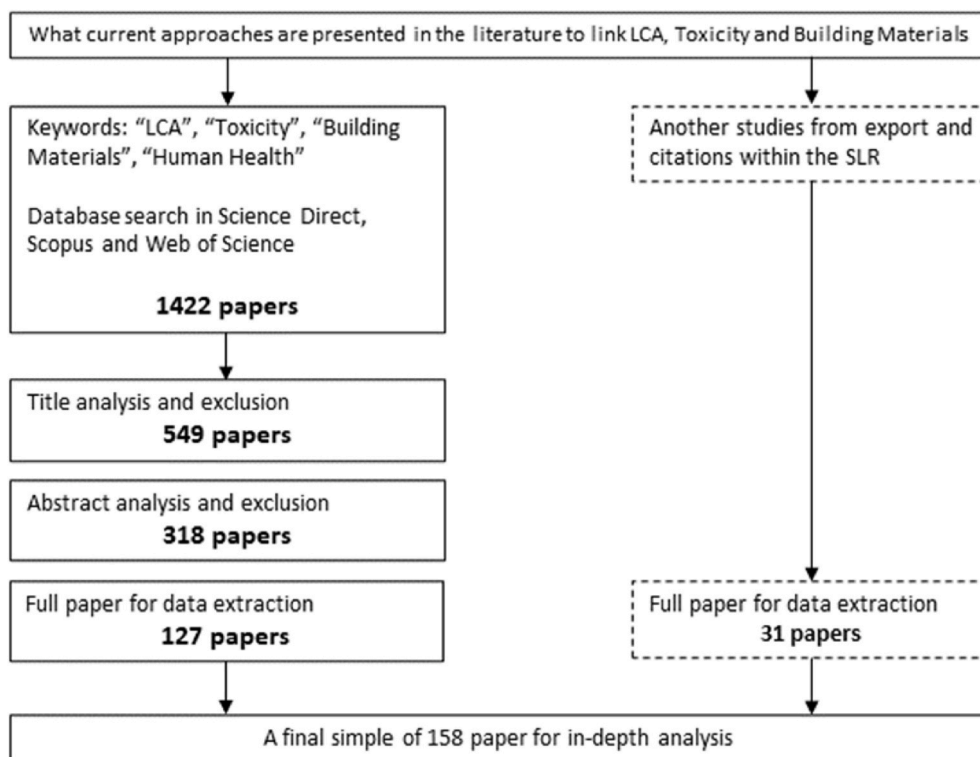 What current approaches are presented in the literature to link LCA, Toxicity and Building Materials
Keywords: “LCA”, “Toxicity”, “Building
Materials”, “Human Health”
Database search in Science Direct,
Scopus and Web of Science
1422 papers
Another studies from export and
citations within the SLR
Title analysis and exclusion
549 papers
Abstract analysis and exclusion
318 papers
Full paper for data extraction
127 papers
Full paper for data extraction
31 papers
A final simple of 158 paper for in-depth analysis